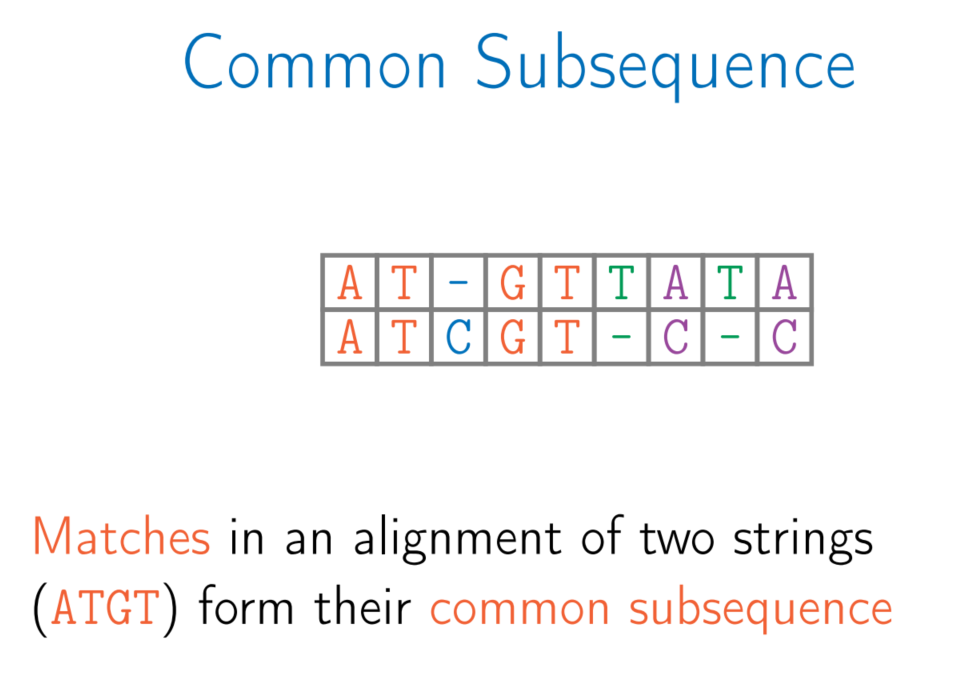 Common Subsequence
A T - G T T A T A
A T C G T - C - C
Matches in an alignment of two strings
(ATGT) form their common subsequence